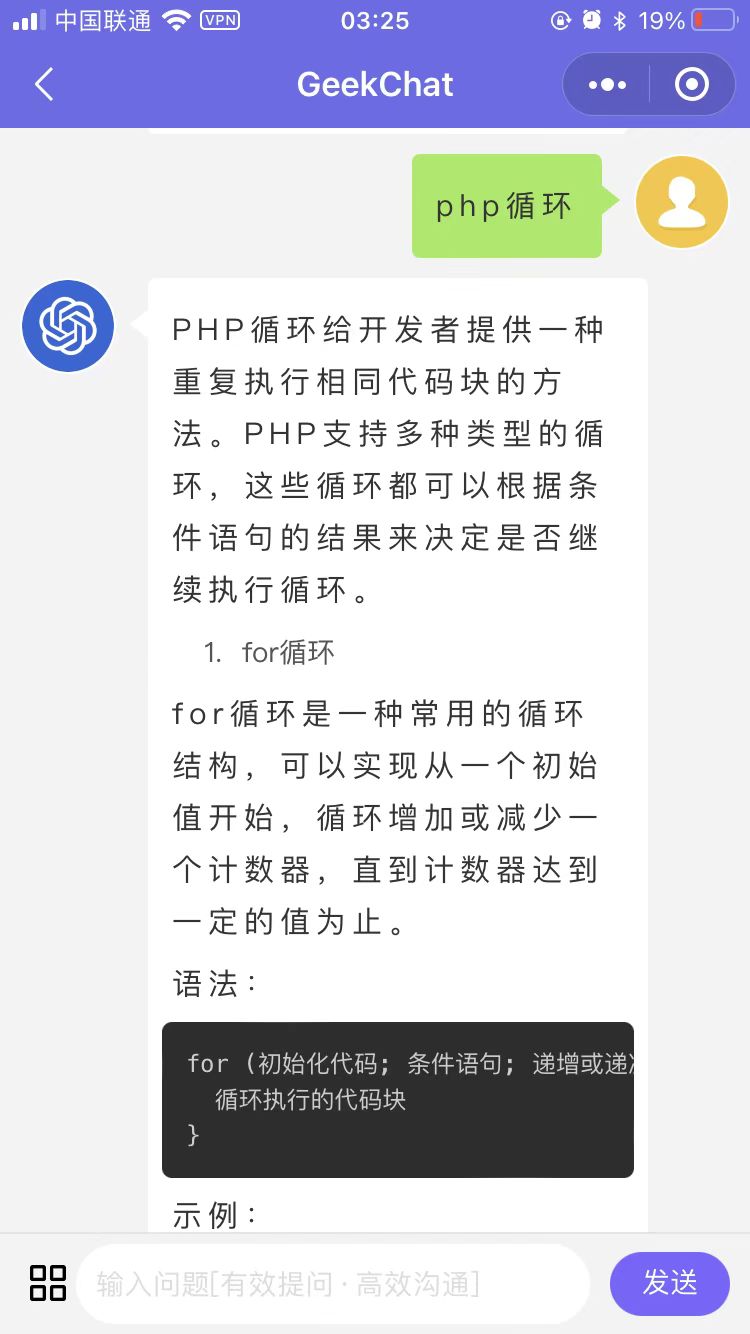 中国联通 VPN 03:25 19%
GeekChat
php循环
PHP循环给开发者提供一种
重复执行相同代码块的方
法。PHP支持多种类型的循
环，这些循环都可以根据条
件语句的结果来决定是否继
续执行循环。
1. for循环
for循环是一种常用的循环
结构，可以实现从一个初始
值开始，循环增加或减少一
个计数器，直到计数器达到
一定的值为止。
语法：
for (初始化代码; 条件语句; 递增或递
循环执行的代码块
}
示例：
输入问题[有效提问·高效沟通]
发送